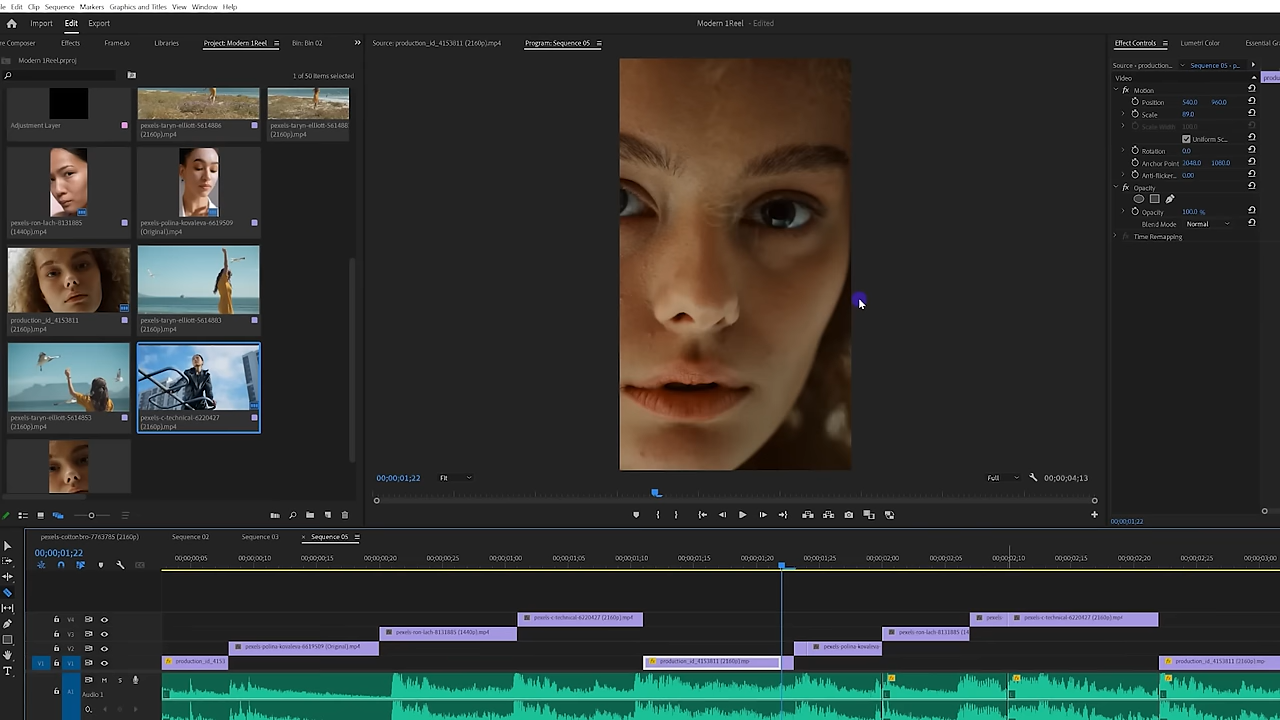 le Edit Clip Sequence Markers Graphics and Titles View Window Help
Import Edit Export
Modern 1Reel - Edited
re Composer Effects Frame.io Libraries Project: Modern 1Reel Bin: Bin 02
Modern 1Reel.prproj
1 of 50 Items selected
Adjustment Layer
pexels-taryn-elliott-5614886 (2160p).mp4
pexels-taryn-elliott-561488 (2160p).mp4
pexels-ron-lach-8131885 (1440p).mp4
pexels-polina-kovaleva-6619509 (Original).mp4
production_id_4153811 (2160p).mp4
pexels-taryn-elliott-5614883 (2160p).mp4
pexels-taryn-elliott-5614853 (2160p).mp4
pexels-c-technical-6220427 (2160p).mp4
Source: production_id_4153811 (2160p).mp4 Program: Sequence 05
00;00;01;22 Fit Full 00;00;04;13
Effect Controls Lumetri Color Essential Gr
Source • production... Sequence 05 - p...
Video produ
fx Motion
Position 540.0 960.0
Scale 89.0
Scale Width 100.0
Uniform Sc...
Rotation 0.0
Anchor Point 2048.0 1080.0
Anti-flicker... 0.00
fx Opacity
Opacity 100.0 %
Blend Mode Normal
Time Remapping
00;00;01;22
pexels-cottonbro-7763785 (2160p) Sequence 02 Sequence 03 × Sequence 05
00;00;01;22
00;00;00;05 00;00;00;10 00;00;00;15 00;00;00;20 00;00;01;00 00;00;01;05 00;00;01;10 00;00;01;15 00;00;01;20 00;00;01;25 00;00;02;00 00;00;02;05 00;00;02;10 00;00;02;15 00;00;02;20 00;00;02;25 00;00;03;00
V4 pexels-c-technical-6220427 (2160p).mp4 pexels pexels-c-technical-6220427 (2160p).mp4
V3 pexels-ron-lach-8131885 (1440p).mp4 pexels-ron-lach-8131885 (14
V2 pexels-polina-kovaleva-6619509 (Original).mp4 pexels-polina-kovaleva
V1 V1 production_id_4153 production_id_4153811 (2160p).mp production_id_4153811 (2160p).mp
A1 M S
Audio 1